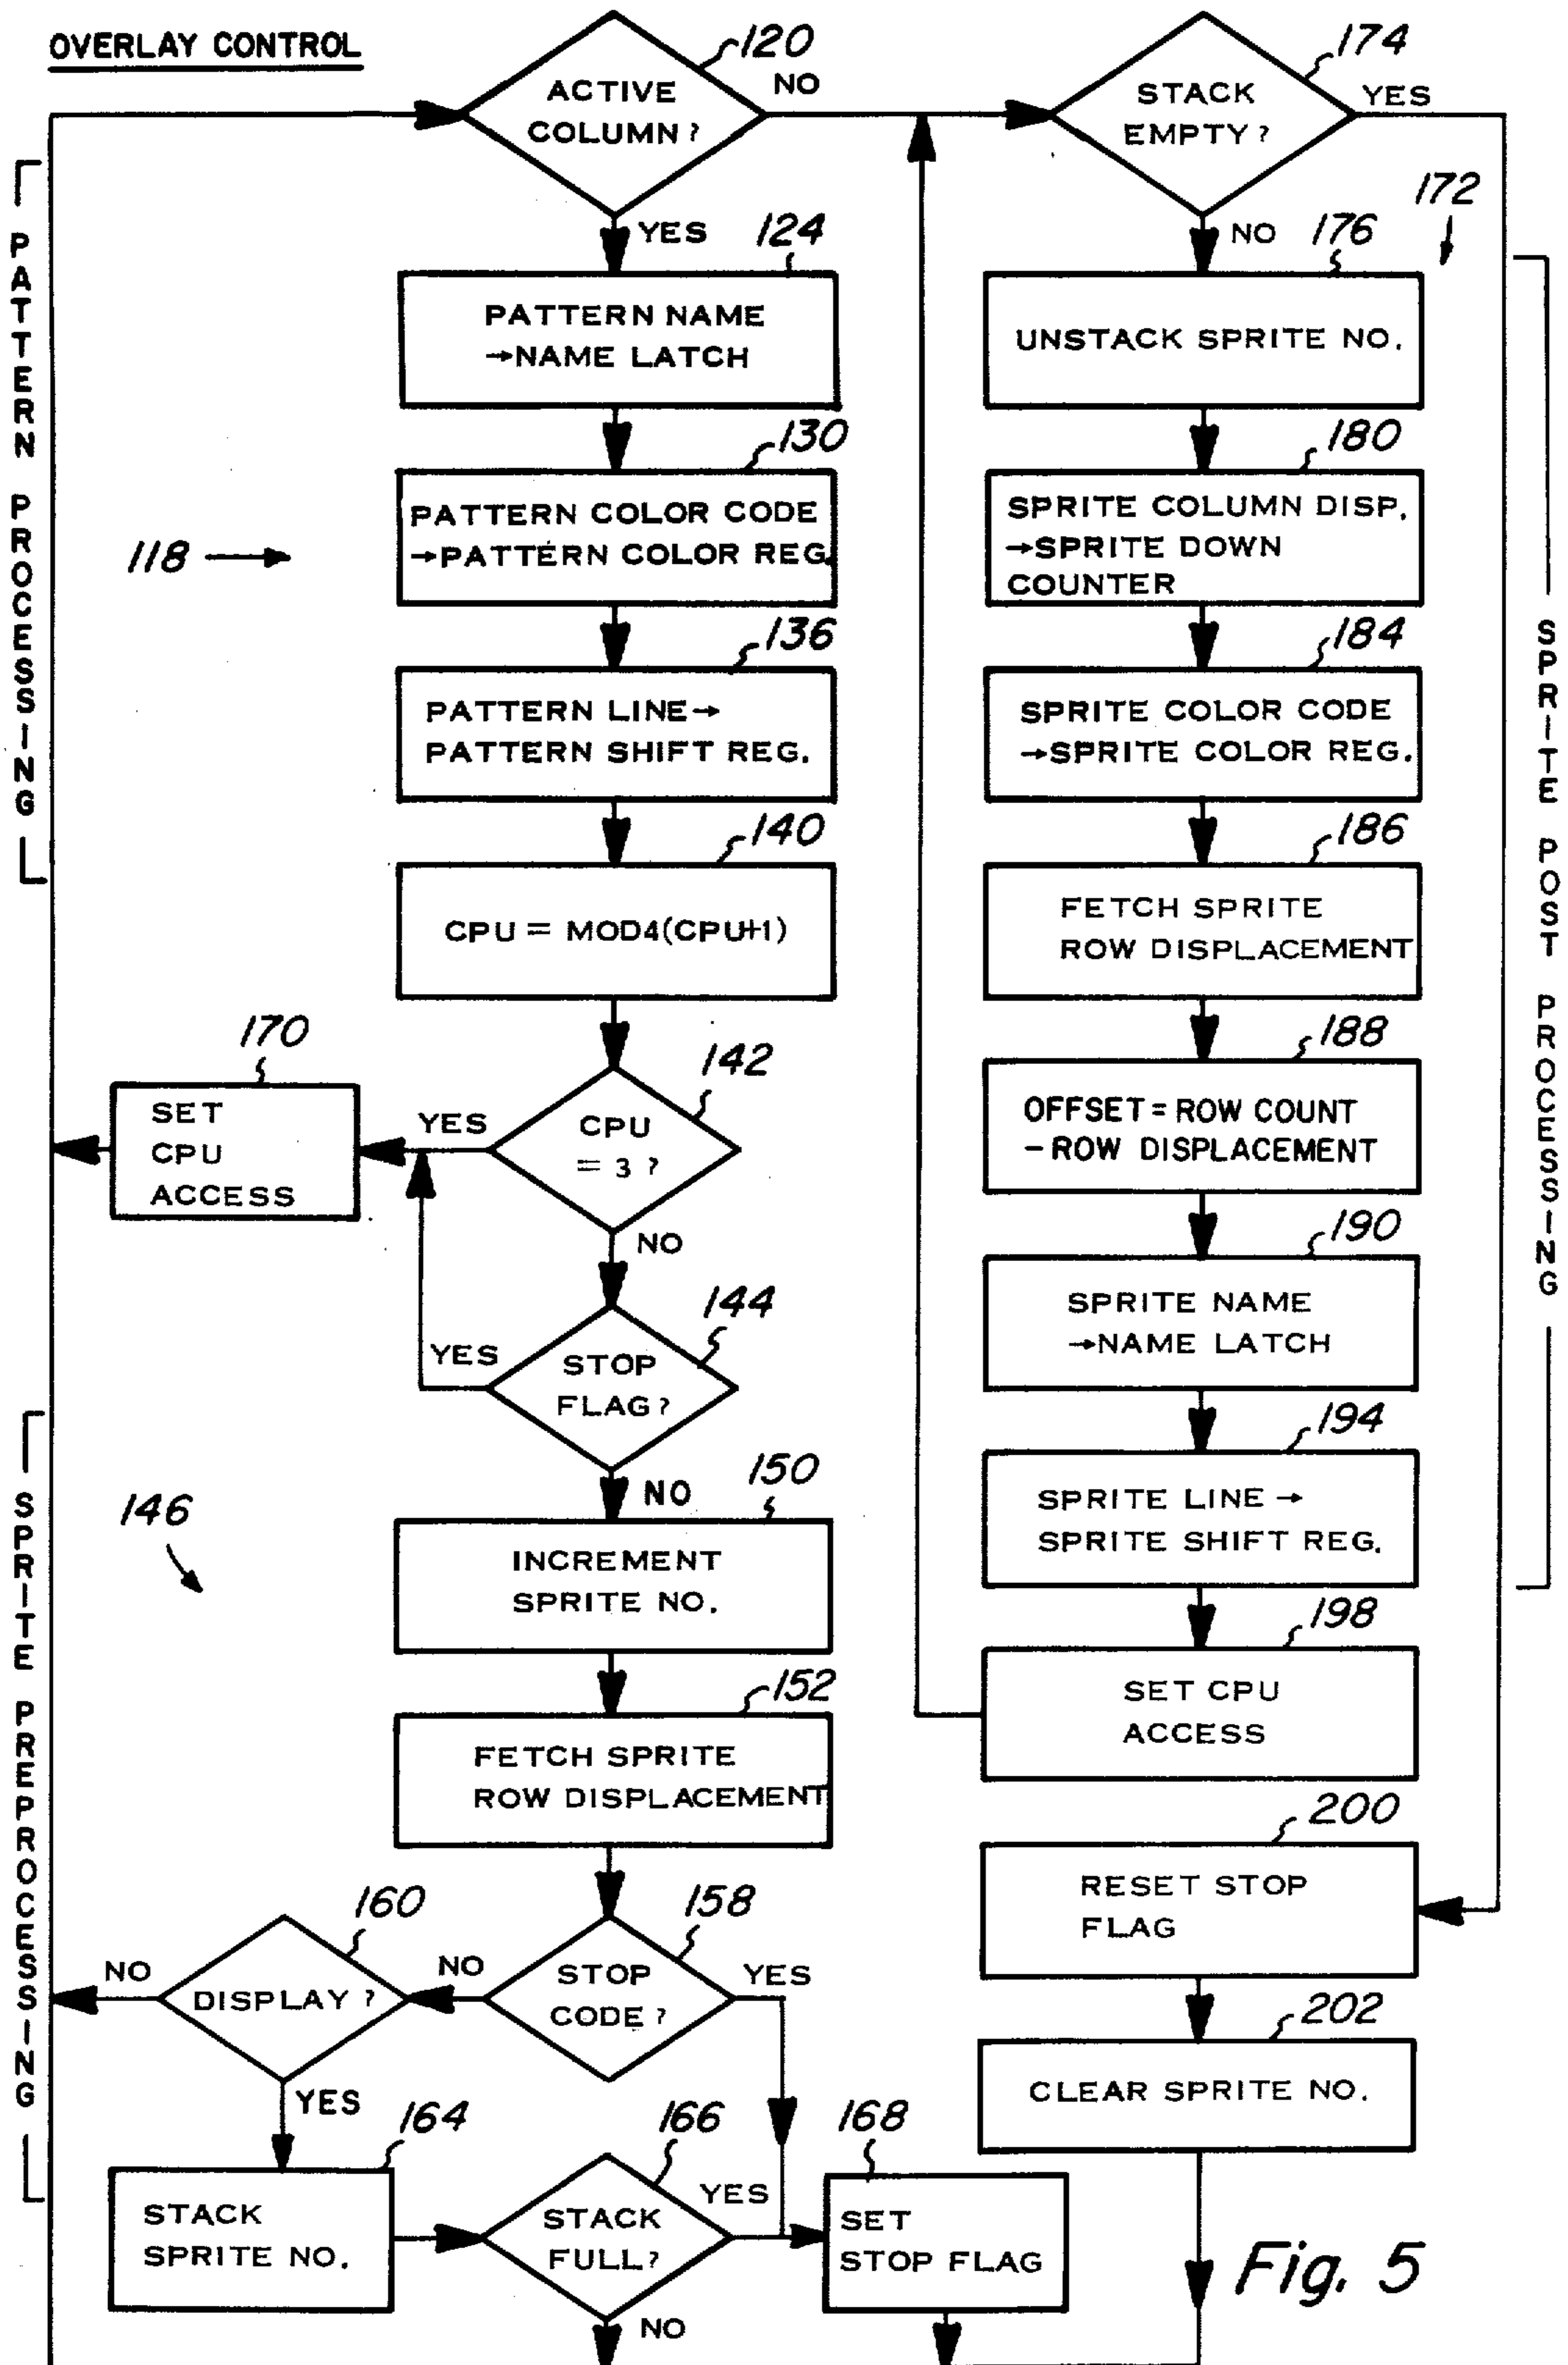 OVERLAY CONTROL
120
ACTIVE
COLUMN?
NO
YES
124
PATTERN NAME
→NAME LATCH
130
PATTERN COLOR CODE
→PATTERN COLOR REG.
118
136
PATTERN LINE→
PATTERN SHIFT REG.
140
CPU = MOD4(CPU+1)
PATTERN PROCESSING
142
CPU
= 3 ?
YES
170
SET
CPU
ACCESS
NO
144
STOP
FLAG?
YES
NO
146
150
INCREMENT
SPRITE NO.
152
FETCH SPRITE
ROW DISPLACEMENT
158
STOP
CODE?
NO
YES
160
DISPLAY?
NO
YES
SPRITE PREPROCESSING
164
STACK
SPRITE NO.
166
STACK
FULL?
YES
NO
168
SET
STOP FLAG
174
STACK
EMPTY?
YES
172
NO
176
UNSTACK SPRITE NO.
180
SPRITE COLUMN DISP.
→SPRITE DOWN
COUNTER
184
SPRITE COLOR CODE
→SPRITE COLOR REG.
186
FETCH SPRITE
ROW DISPLACEMENT
188
OFFSET = ROW COUNT
- ROW DISPLACEMENT
190
SPRITE NAME
→NAME LATCH
194
SPRITE LINE →
SPRITE SHIFT REG.
SPRITE POST PROCESSING
198
SET CPU
ACCESS
200
RESET STOP
FLAG
202
CLEAR SPRITE NO.
Fig. 5